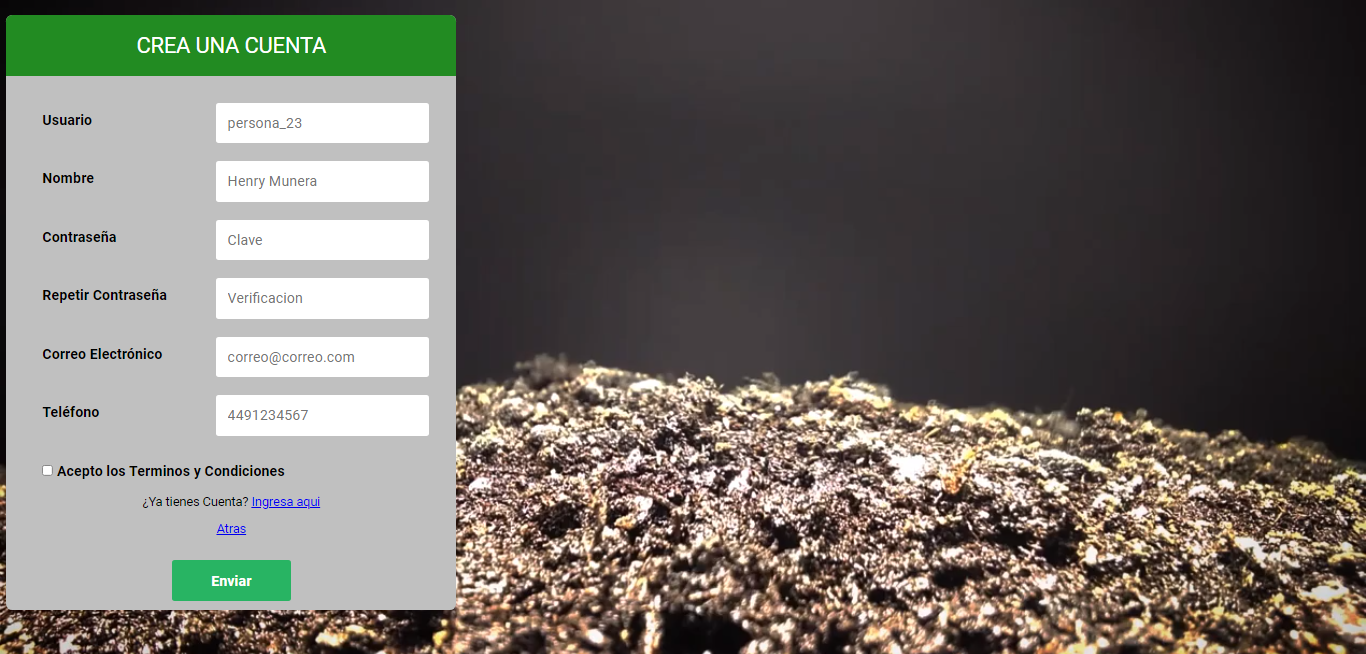 CREA UNA CUENTA
Usuario
persona_23
Nombre
Henry Munera
Contraseña
Clave
Repetir Contraseña
Verificacion
Correo Electrónico
correo@correo.com
Teléfono
4491234567
Acepto los Terminos y Condiciones
¿Ya tienes Cuenta? Ingresa aqui
Atras
Enviar